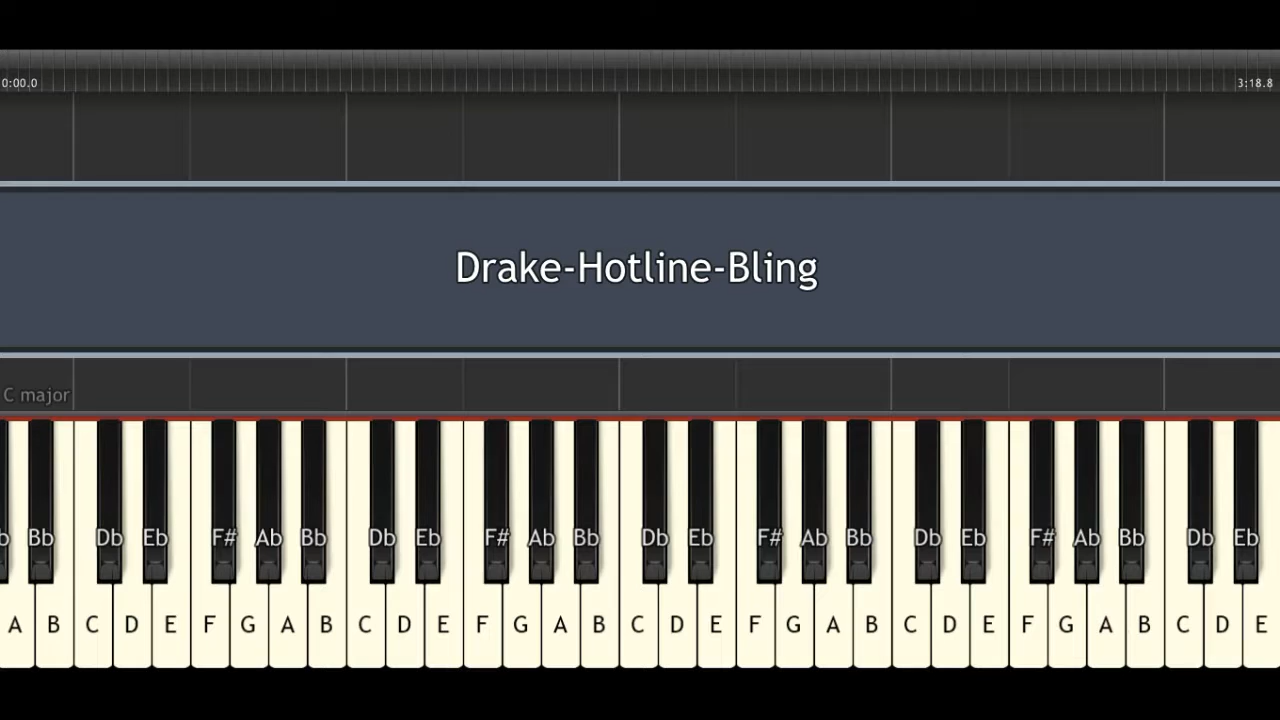 0:00.0 3:18.8
Drake-Hotline-Bling
C major
b Bb Db Eb F# Ab Bb Db Eb F# Ab Bb Db Eb F# Ab Bb Db Eb F# Ab Bb Db Eb
A B C D E F G A B C D E F G A B C D E F G A B C D E F G A B C D E